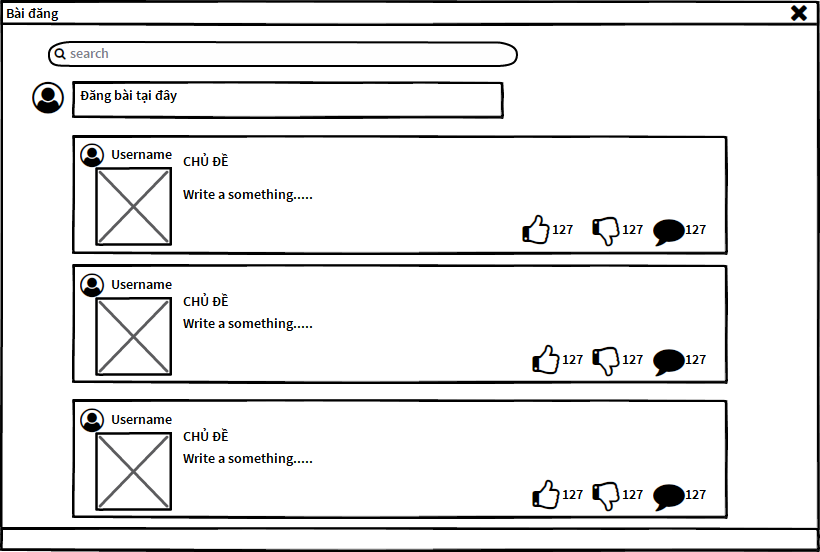 Bài đăng
search
Đăng bài tại đây
Username
CHỦ ĐỀ
Write a something.....
127 127 127
Username
CHỦ ĐỀ
Write a something.....
127 127 127
Username
CHỦ ĐỀ
Write a something.....
127 127 127